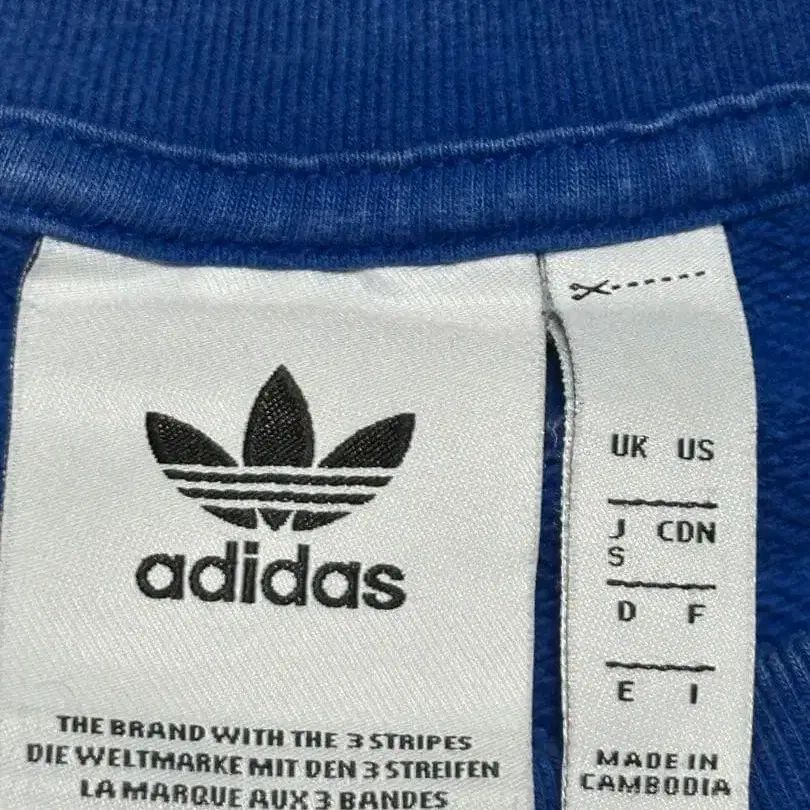 adidas
THE BRAND WITH THE 3 STRIPES
DIE WELTMARKE MIT DEN 3 STREIFEN
LA MARQUE AUX 3 BANDES
UK US
J CDN
S
D F
E I
MADE IN
CAMBODIA